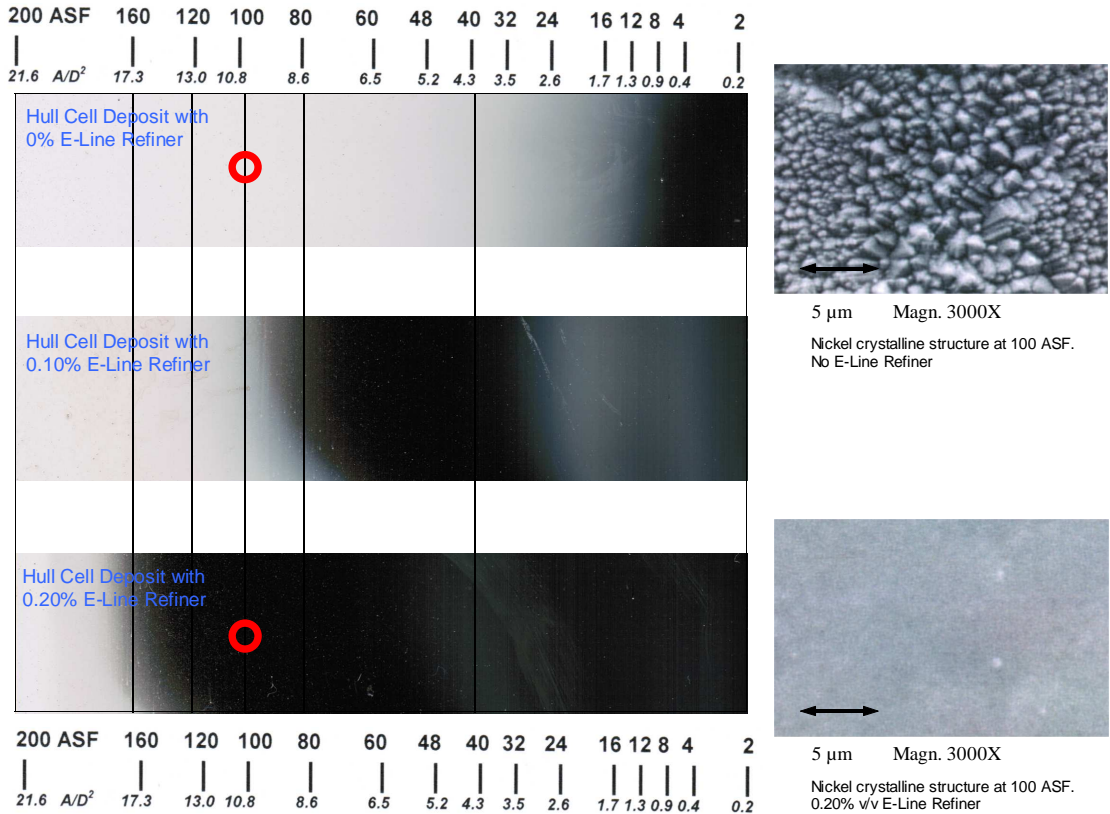 200 ASF 160 120 100 80 60 48 40 32 24 16 12 8 4 2
21.6 A/D² 17.3 13.0 10.8 8.6 6.5 5.2 4.3 3.5 2.6 1.7 1.3 0.9 0.4 0.2
Hull Cell Deposit with
0% E-Line Refiner
5 µm Magn. 3000X
Nickel crystalline structure at 100 ASF.
No E-Line Refiner
Hull Cell Deposit with
0.10% E-Line Refiner
Hull Cell Deposit with
0.20% E-Line Refiner
200 ASF 160 120 100 80 60 48 40 32 24 16 12 8 4 2
21.6 A/D² 17.3 13.0 10.8 8.6 6.5 5.2 4.3 3.5 2.6 1.7 1.3 0.9 0.4 0.2
5 µm Magn. 3000X
Nickel crystalline structure at 100 ASF.
0.20% v/v E-Line Refiner